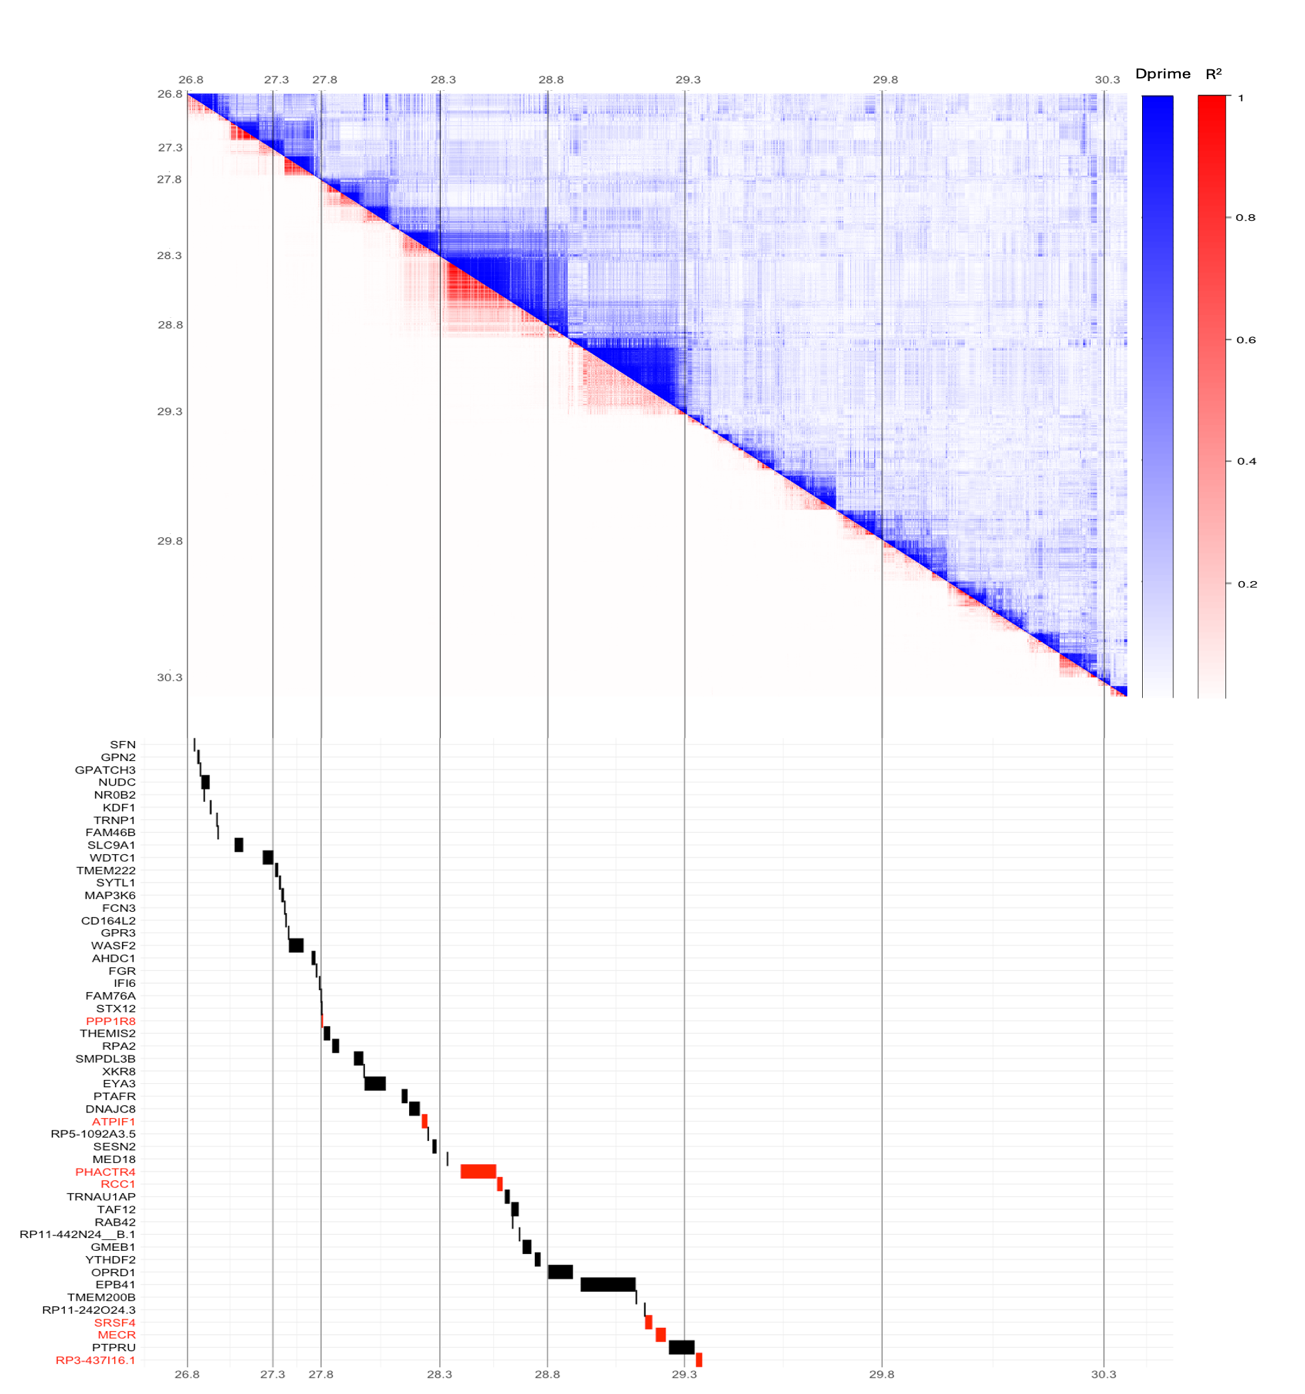 Dprime R²
26.8 27.3 27.8 28.3 28.8 29.3 29.8 30.3
26.8
27.3
27.8
28.3
28.8
29.3
29.8
30.3
1
0.8
0.6
0.4
0.2
SFN
GPN2
GPATCH3
NUDC
NR0B2
KDF1
TRNP1
FAM46B
SLC9A1
WDTC1
TMEM222
SYTL1
MAP3K6
FCN3
CD164L2
GPR3
WASF2
AHDC1
FGR
IFI6
FAM76A
STX12
PPP1R8
THEMIS2
RPA2
SMPDL3B
XKR8
EYA3
PTAFR
DNAJC8
ATPIF1
RP5-1092A3.5
SESN2
MED18
PHACTR4
RCC1
TRNAU1AP
TAF12
RAB42
RP11-442N24__B.1
GMEB1
YTHDF2
OPRD1
EPB41
TMEM200B
RP11-242O24.3
SRSF4
MECR
PTPRU
RP3-437I16.1
26.8 27.3 27.8 28.3 28.8 29.3 29.8 30.3